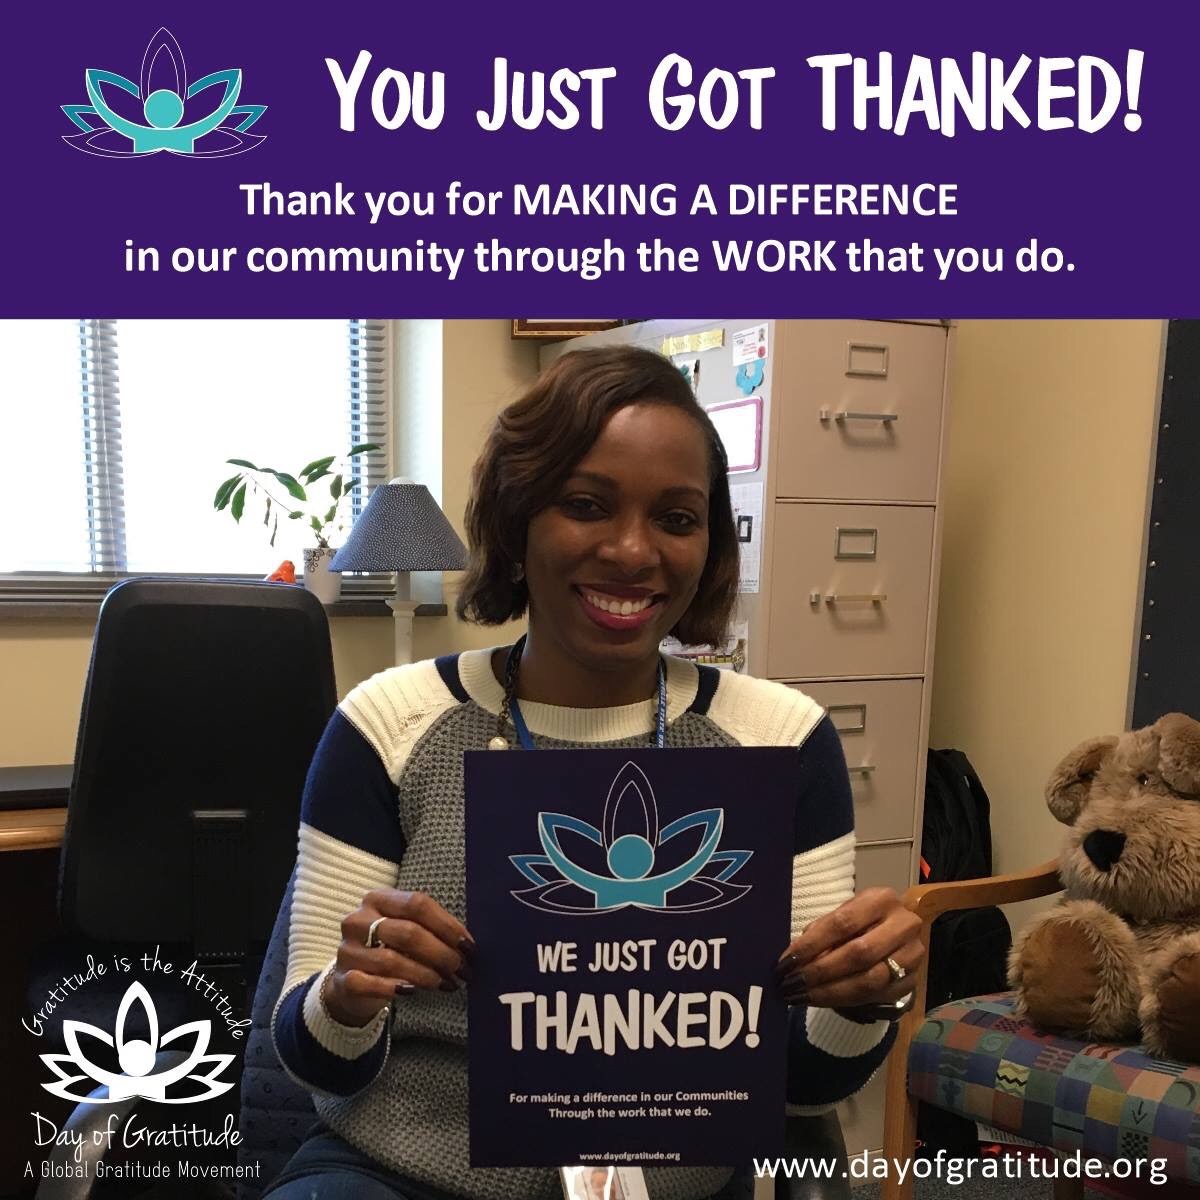 You Just Got THANKED!
Thank you for MAKING A DIFFERENCE
in our community through the WORK that you do.
WE JUST GOT
THANKED!
For making a difference in our Communities
Through the work that we do.
www.dayofgratitude.org
Gratitude is the Attitude
Day of Gratitude
A Global Gratitude Movement
www.dayofgratitude.org